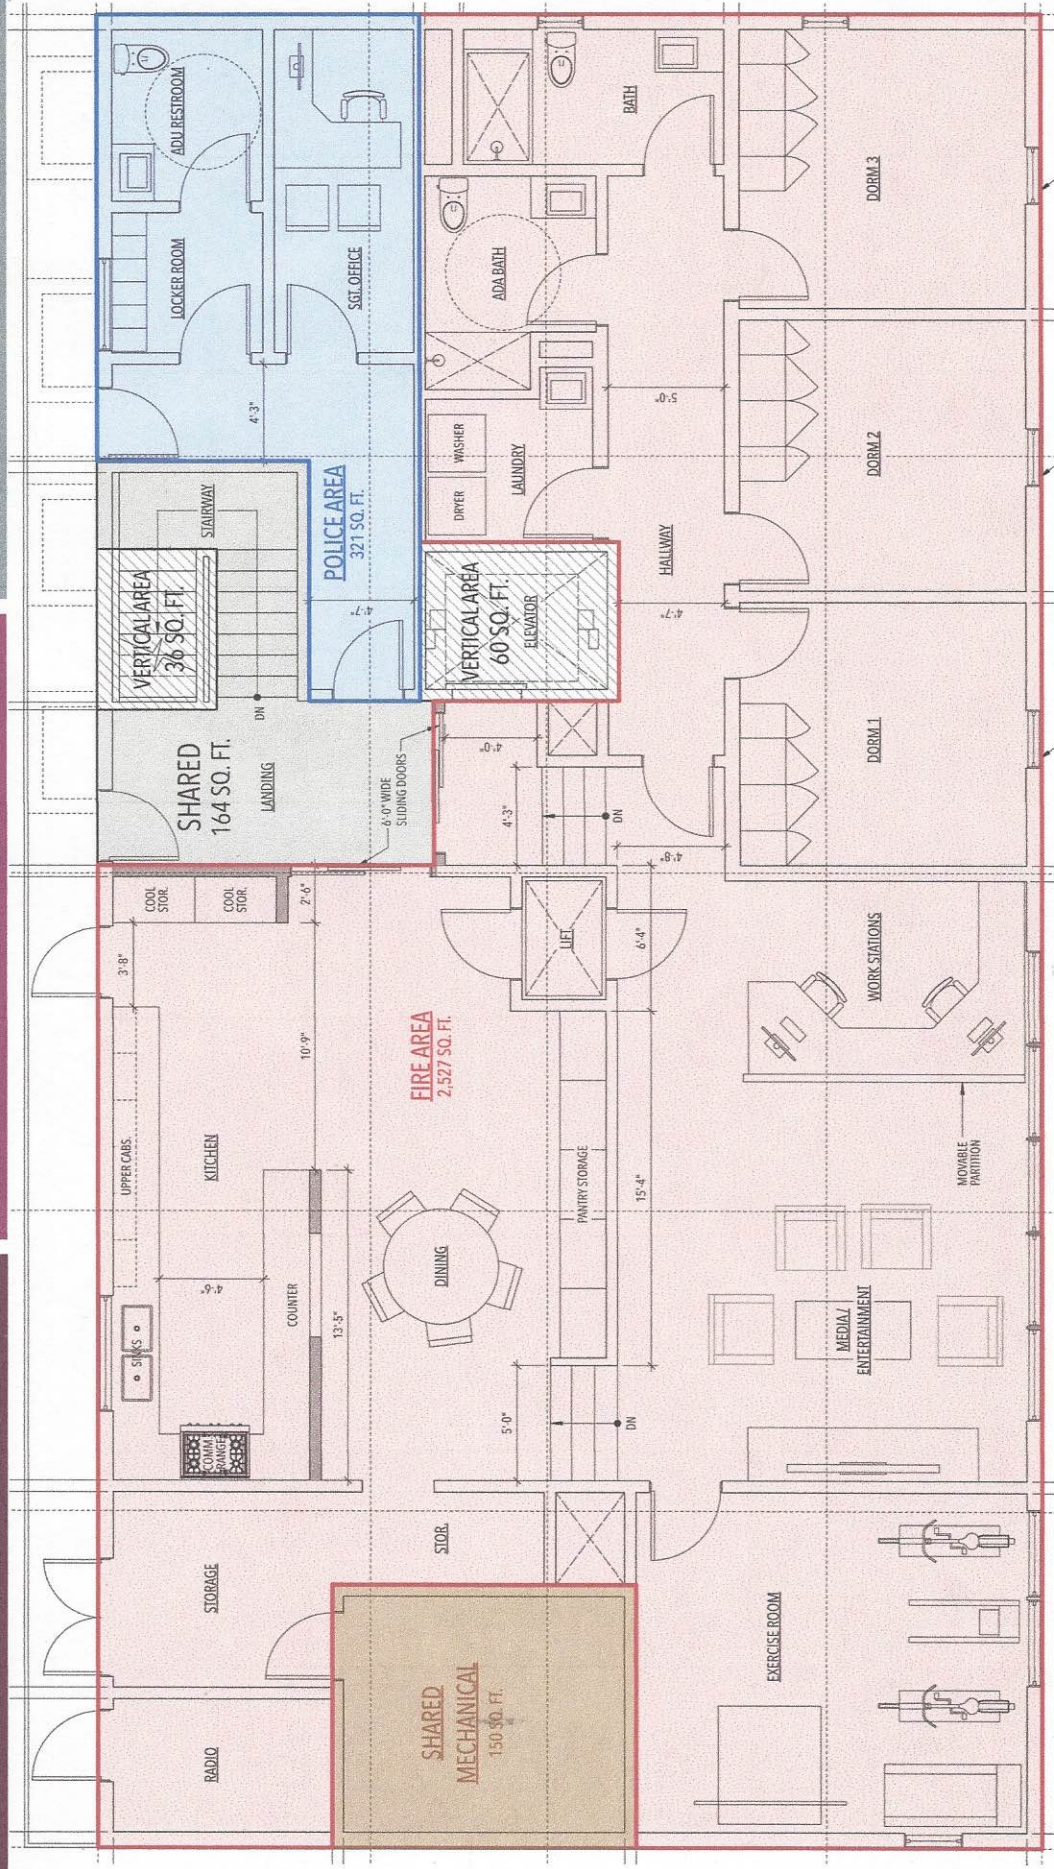 UPPER CABS.
3'-8"
COOL
STOR.
COOL
STOR.
SINKS
COMM.
RANGE
4'-6"
KITCHEN
COUNTER
10'-9"
2'-6"
13'-5"
STORAGE
RADIO
STOR.
SHARED
MECHANICAL
150 SQ. FT.
SHARED
164 SQ. FT.
LANDING
6'-0" WIDE
SLIDING DOORS
VERTICAL AREA
36 SQ. FT.
STAIRWAY
DN
LOCKER ROOM
ADU RESTROOM
4'-3"
POLICE AREA
321 SQ. FT.
4'-7"
SGT. OFFICE
FIRE AREA
2,527 SQ. FT.
DINING
VERTICAL AREA
60 SQ. FT.
ELEVATOR
DRYER
WASHER
LAUNDRY
ADA BATH
BATH
4'-0"
4'-3"
DN
5'-0"
DN
PANTRY STORAGE
LIFT
6'-4"
15'-4"
4'-8"
4'-7"
HALLWAY
5'-0"
EXERCISE ROOM
MEDIA /
ENTERTAINMENT
MOVABLE
PARTITION
WORK STATIONS
DORM 1
DORM 2
DORM 3